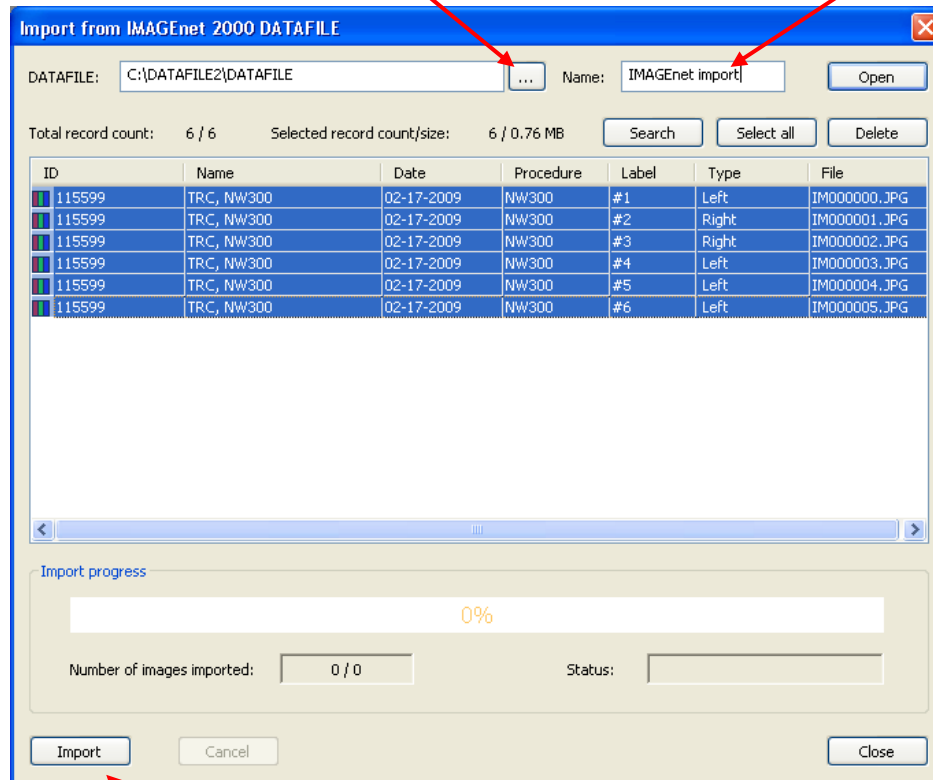 Import from IMAGEnet 2000 DATAFILE
DATAFILE: C:\DATAFILE2\DATAFILE ... Name: IMAGEnet import Open
Total record count: 6 / 6 Selected record count/size: 6 / 0.76 MB Search Select all Delete
ID Name Date Procedure Label Type File
115599 TRC, NW300 02-17-2009 NW300 #1 Left IM000000.JPG
115599 TRC, NW300 02-17-2009 NW300 #2 Right IM000001.JPG
115599 TRC, NW300 02-17-2009 NW300 #3 Right IM000002.JPG
115599 TRC, NW300 02-17-2009 NW300 #4 Left IM000003.JPG
115599 TRC, NW300 02-17-2009 NW300 #5 Left IM000004.JPG
115599 TRC, NW300 02-17-2009 NW300 #6 Left IM000005.JPG
Import progress
0%
Number of images imported: 0 / 0 Status:
Import Cancel Close